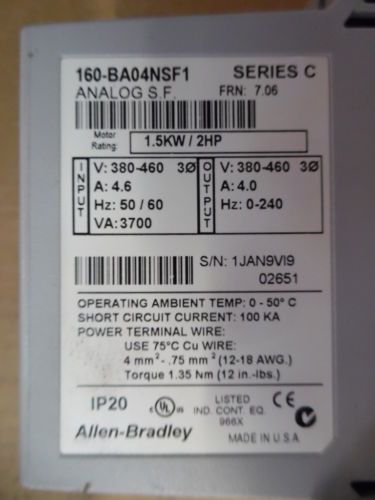 160-BA04NSF1 SERIES C
ANALOG S.F. FRN: 7.06
Motor Rating: 1.5KW / 2HP
INPUT
V: 380-460 3Ø
A: 4.6
Hz: 50 / 60
VA: 3700
OUTPUT
V: 380-460 3Ø
A: 4.0
Hz: 0-240
S/N: 1JAN9VI9
02651
OPERATING AMBIENT TEMP: 0 - 50° C
SHORT CIRCUIT CURRENT: 100 KA
POWER TERMINAL WIRE:
USE 75°C Cu WIRE:
4 mm² - .75 mm² (12-18 AWG.)
Torque 1.35 Nm (12 in.-lbs.)
IP20 c UL us LISTED IND. CONT. EQ. 966X CE
Allen-Bradley MADE IN U.S.A.